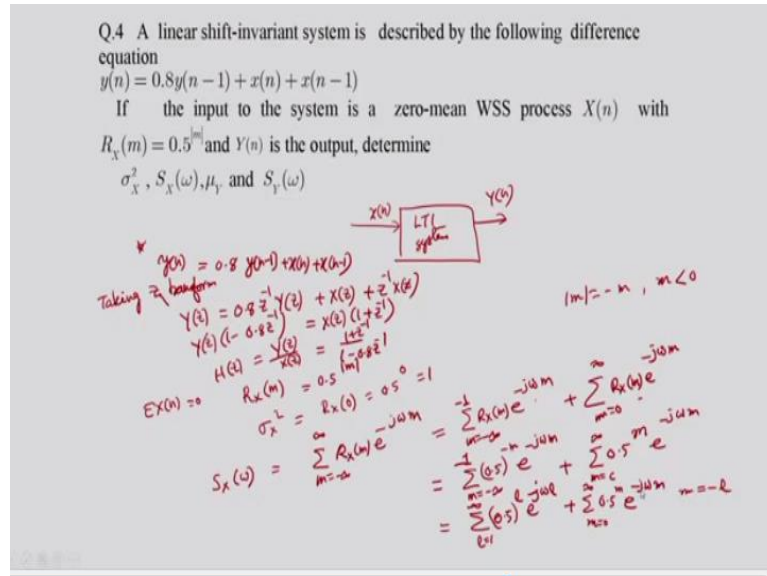 Q.4 A linear shift-invariant system is described by the following difference
equation
y(n) = 0.8y(n − 1) + x(n) + x(n − 1)
If the input to the system is a zero-mean WSS process X(n) with
R_X(m) = 0.5^|m| and Y(n) is the output, determine
σ_X^2 , S_X(ω), μ_Y and S_Y(ω)
X(n) LTI system Y(n)
y(n) = 0.8 y(n-1) + x(n) + x(n-1)
Taking z transform
Y(z) = 0.8 z^-1 Y(z) + X(z) + z^-1 X(z)
Y(z) (1 - 0.8 z^-1) = X(z) (1 + z^-1)
H(z) = Y(z)/X(z) = (1+z^-1)/(1-0.8z^-1)
|m| = -m , m<0
EX(n) = 0 R_X(m) = 0.5^|m|
σ_X^2 = R_X(0) = 0.5^0 = 1
S_X(ω) = Σ_{m=-∞}^{∞} R_X(m) e^{-jωm} = Σ_{m=-∞}^{-1} R_X(m) e^{-jωm} + Σ_{m=0}^{∞} R_X(m) e^{-jωm}
= Σ_{m=-∞}^{-1} (0.5)^{-m} e^{-jωm} + Σ_{m=0}^{∞} 0.5^m e^{-jωm}
= Σ_{l=1}^{∞} (0.5)^l e^{jωl} + Σ_{m=0}^{∞} 0.5^m e^{-jωm} m = -l